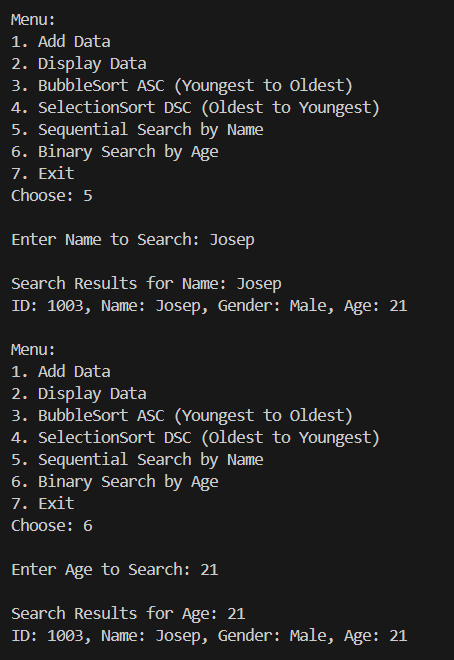 Menu:
1. Add Data
2. Display Data
3. BubbleSort ASC (Youngest to Oldest)
4. SelectionSort DSC (Oldest to Youngest)
5. Sequential Search by Name
6. Binary Search by Age
7. Exit
Choose: 5
Enter Name to Search: Josep
Search Results for Name: Josep
ID: 1003, Name: Josep, Gender: Male, Age: 21
Menu:
1. Add Data
2. Display Data
3. BubbleSort ASC (Youngest to Oldest)
4. SelectionSort DSC (Oldest to Youngest)
5. Sequential Search by Name
6. Binary Search by Age
7. Exit
Choose: 6
Enter Age to Search: 21
Search Results for Age: 21
ID: 1003, Name: Josep, Gender: Male, Age: 21